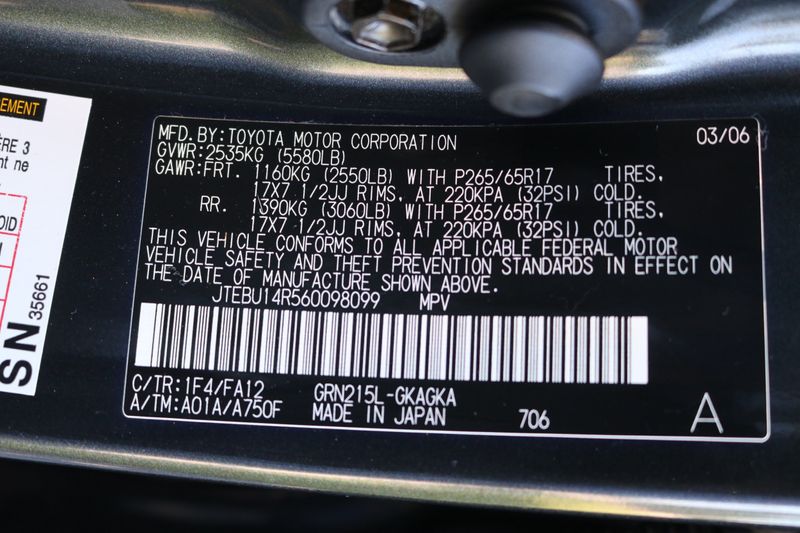 EMENT
ÈRE 3
nt ne
OID
SN 35661
MFD. BY: TOYOTA MOTOR CORPORATION 03/06
GVWR: 2535KG (5580LB)
GAWR: FRT. 1160KG (2550LB) WITH P265/65R17 TIRES,
17X7 1/2JJ RIMS, AT 220KPA (32PSI) COLD.
RR. 1390KG (3060LB) WITH P265/65R17 TIRES,
17X7 1/2JJ RIMS, AT 220KPA (32PSI) COLD.
THIS VEHICLE CONFORMS TO ALL APPLICABLE FEDERAL MOTOR
VEHICLE SAFETY AND THEFT PREVENTION STANDARDS IN EFFECT ON
THE DATE OF MANUFACTURE SHOWN ABOVE.
JTEBU14R560098099 MPV
C/TR: 1F4/FA12 GRN215L-GKAGKA
A/TM: A01A/A750F MADE IN JAPAN 706 A